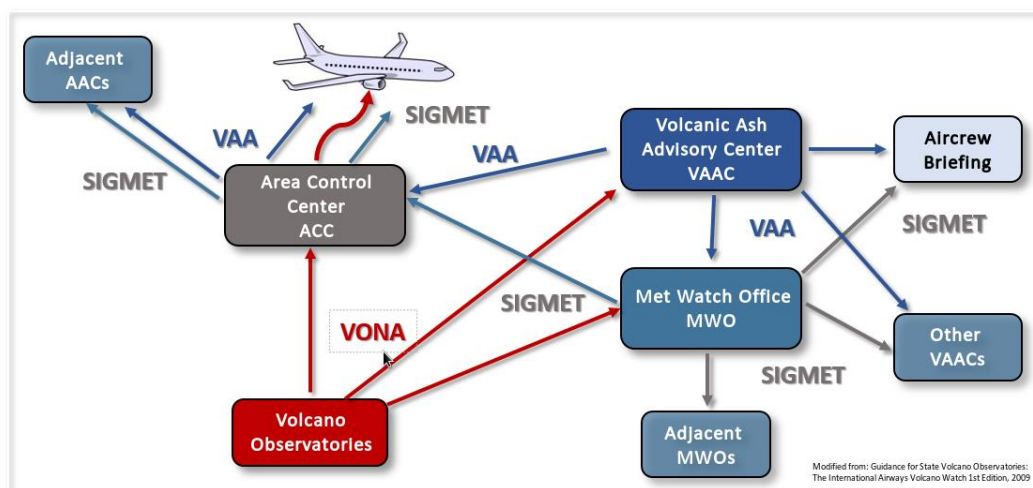 Adjacent
AACs
VAA
SIGMET
SIGMET
Area Control
Center
ACC
VAA
Volcanic Ash
Advisory Center
VAAC
Aircrew
Briefing
VAA
SIGMET
VONA
SIGMET
Met Watch Office
MWO
Other
VAACs
SIGMET
Volcano
Observatories
Adjacent
MWOs
Modified from: Guidance for State Volcano Observatories:
The International Airways Volcano Watch 1st Edition, 2009